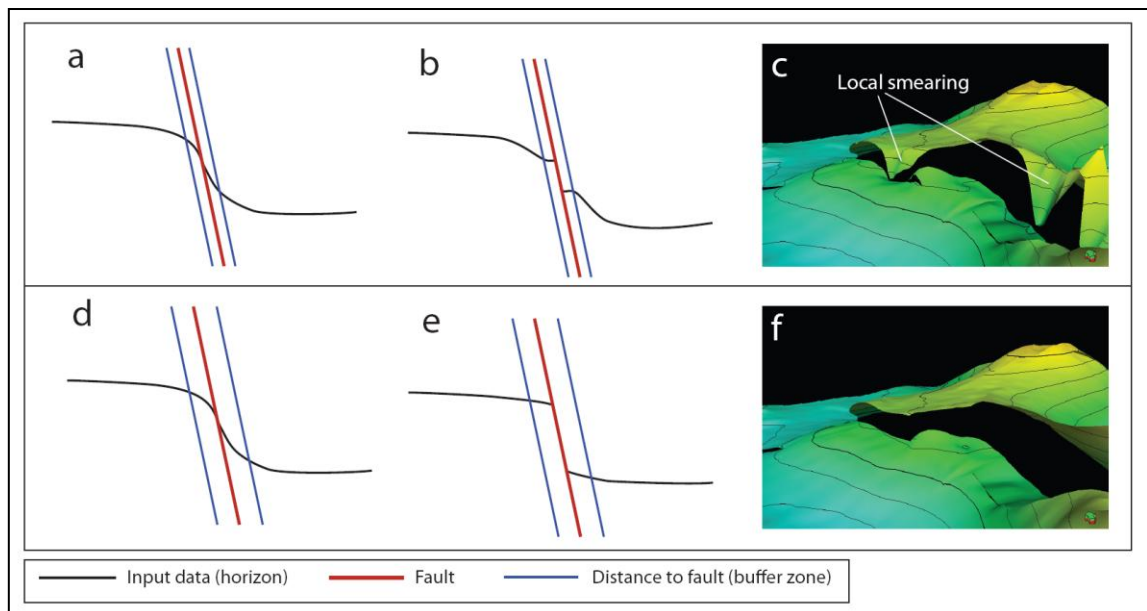 a
b
c
Local smearing
d
e
f
Input data (horizon)
Fault
Distance to fault (buffer zone)